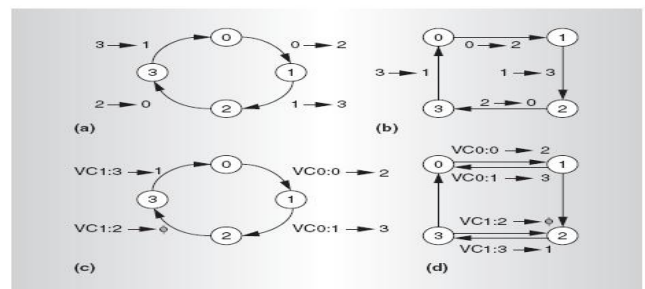 3 → 1
0
0 → 2
3
1
2 → 0
2
1 → 3
(a)
0
0 → 2
1
3 → 1
1 → 3
3
2 → 0
2
(b)
VC1:3 → 1
0
VC0:0 → 2
3
1
VC1:2 → ϕ
2
VC0:1 → 3
(c)
VC0:0 → 2
0
1
VC0:1 → 3
VC1:2 → ϕ
3
2
VC1:3 → 1
(d)